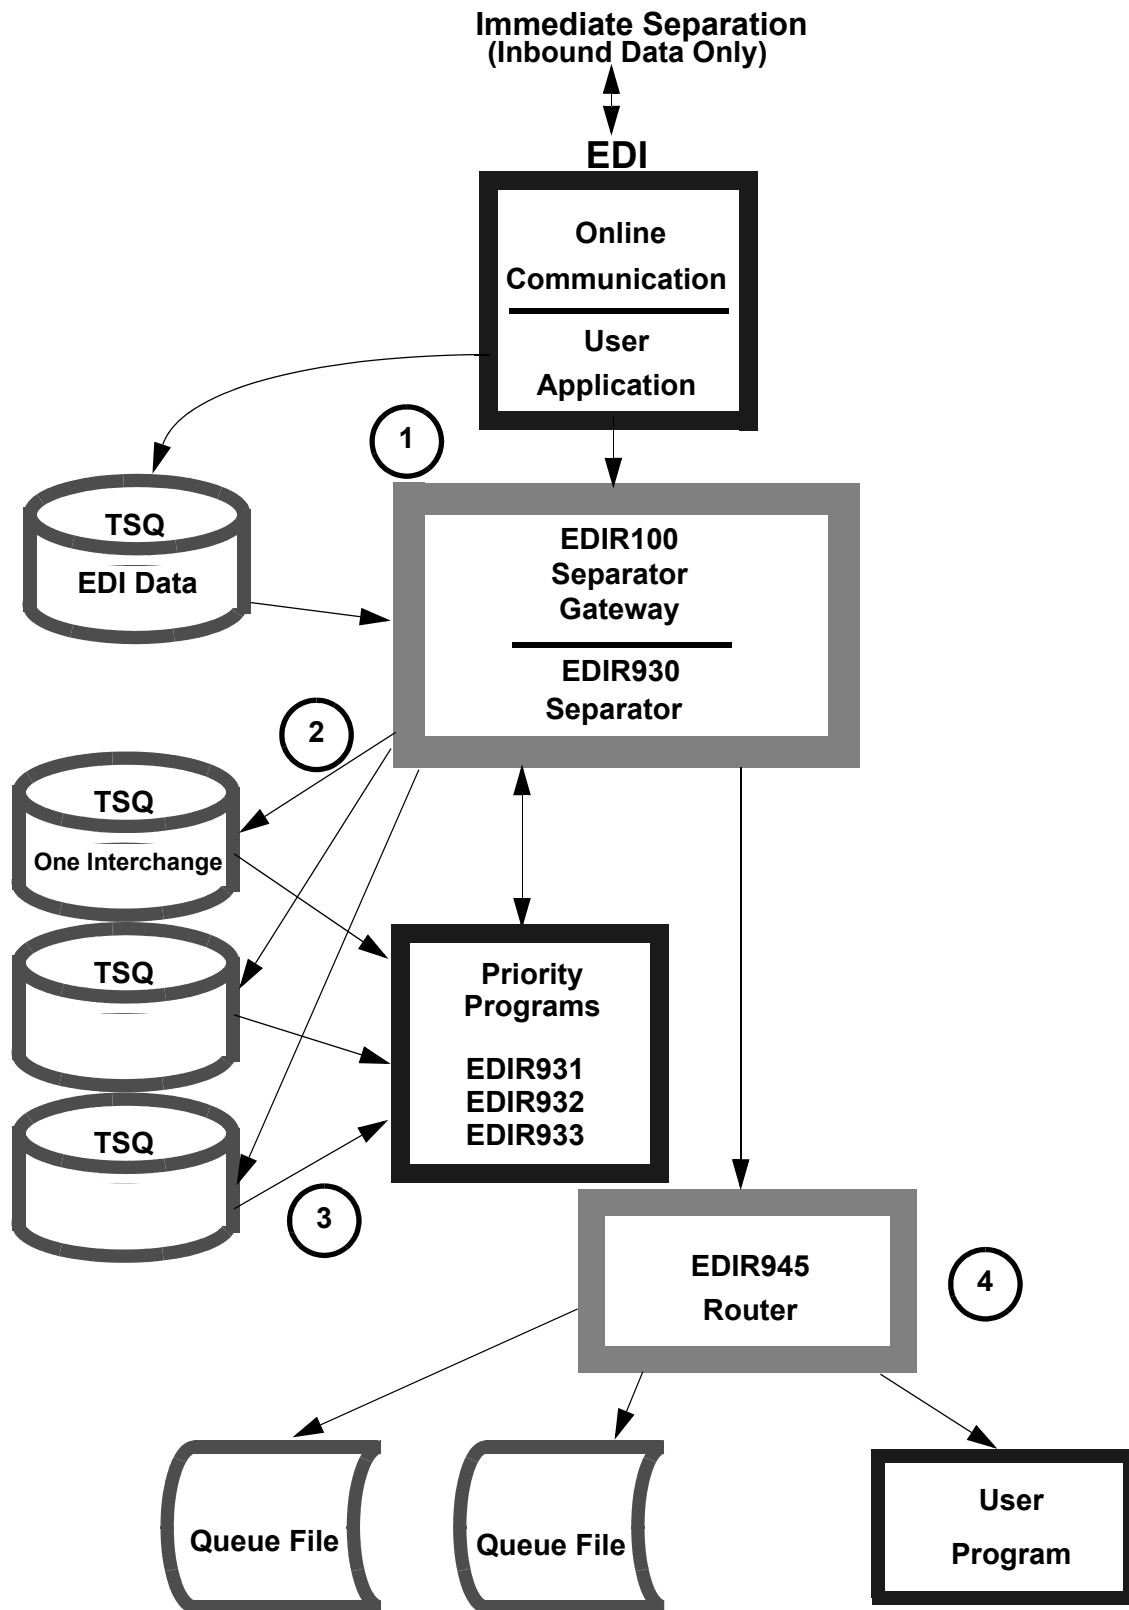 Immediate Separation
(Inbound Data Only)
EDI
Online
Communication
User
Application
1
TSQ
EDI Data
EDIR100
Separator
Gateway
EDIR930
Separator
2
TSQ
One Interchange
TSQ
Priority
Programs
EDIR931
EDIR932
EDIR933
TSQ
3
EDIR945
Router
4
Queue File
Queue File
User
Program